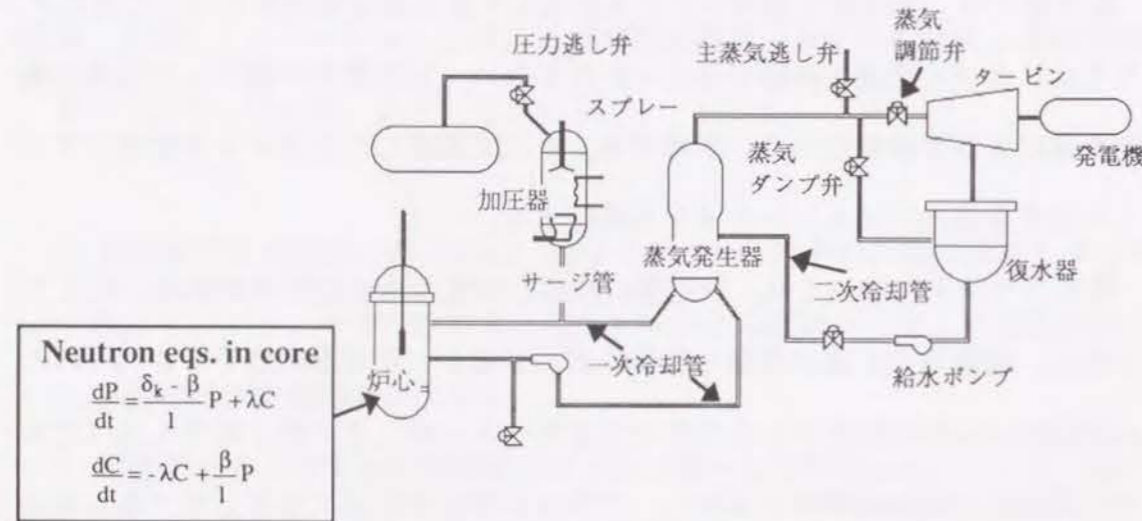 蒸気
調節弁
圧力逃し弁
主蒸気逃し弁
タービン
スプレー
蒸気
ダンプ弁
発電機
加圧器
蒸気発生器
復水器
サージ管
二次冷却管
Neutron eqs. in core
dP/dt = (δk - β)/l P + λC
dC/dt = -λC + β/l P
炉心
一次冷却管
給水ポンプ